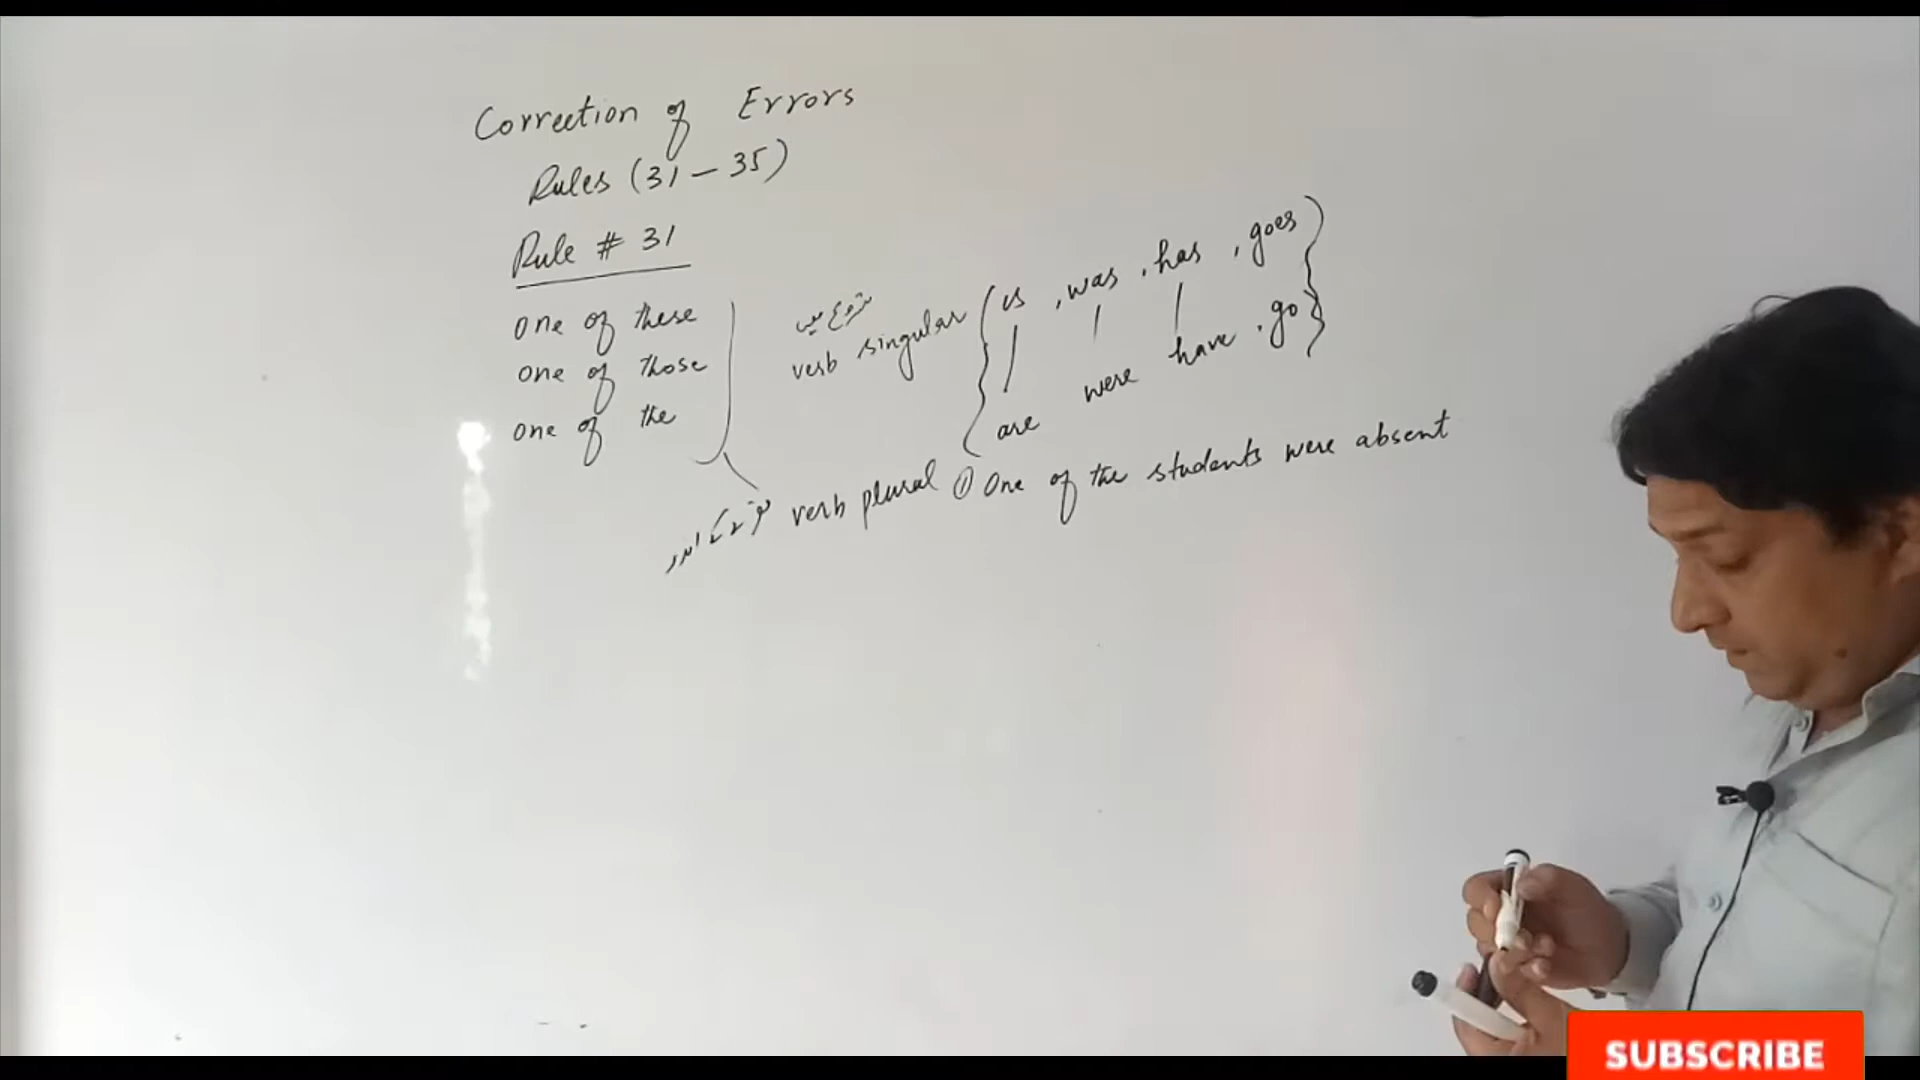 Correction of Errors
Rules (31 – 35)
Rule # 31
one of these
one of those
one of the
شروع میں
verb singular
is , was , has , goes
are were have . go
اندر verb plural ① One of the students were absent
SUBSCRIBE